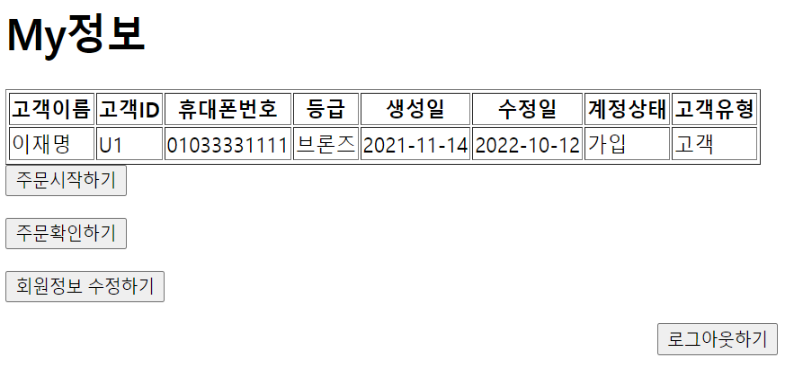 My정보
고객이름 고객ID 휴대폰번호 등급 생성일 수정일 계정상태 고객유형
이재명 U1 01033331111 브론즈 2021-11-14 2022-10-12 가입 고객
주문시작하기
주문확인하기
회원정보 수정하기
로그아웃하기